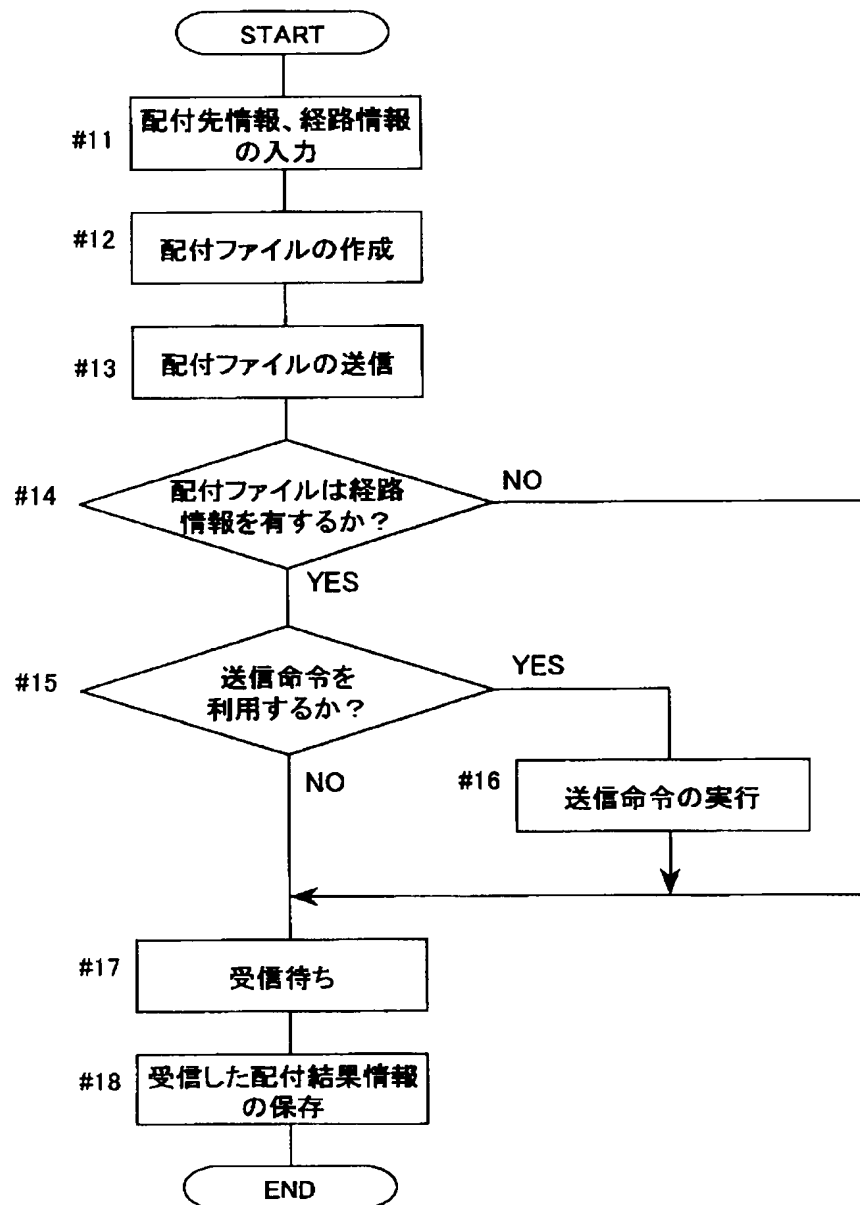 START
#11
配付先情報、経路情報
の入力
#12
配付ファイルの作成
#13
配付ファイルの送信
#14
配付ファイルは経路
情報を有するか？
NO
YES
#15
送信命令を
利用するか？
YES
NO
#16
送信命令の実行
#17
受信待ち
#18
受信した配付結果情報
の保存
END